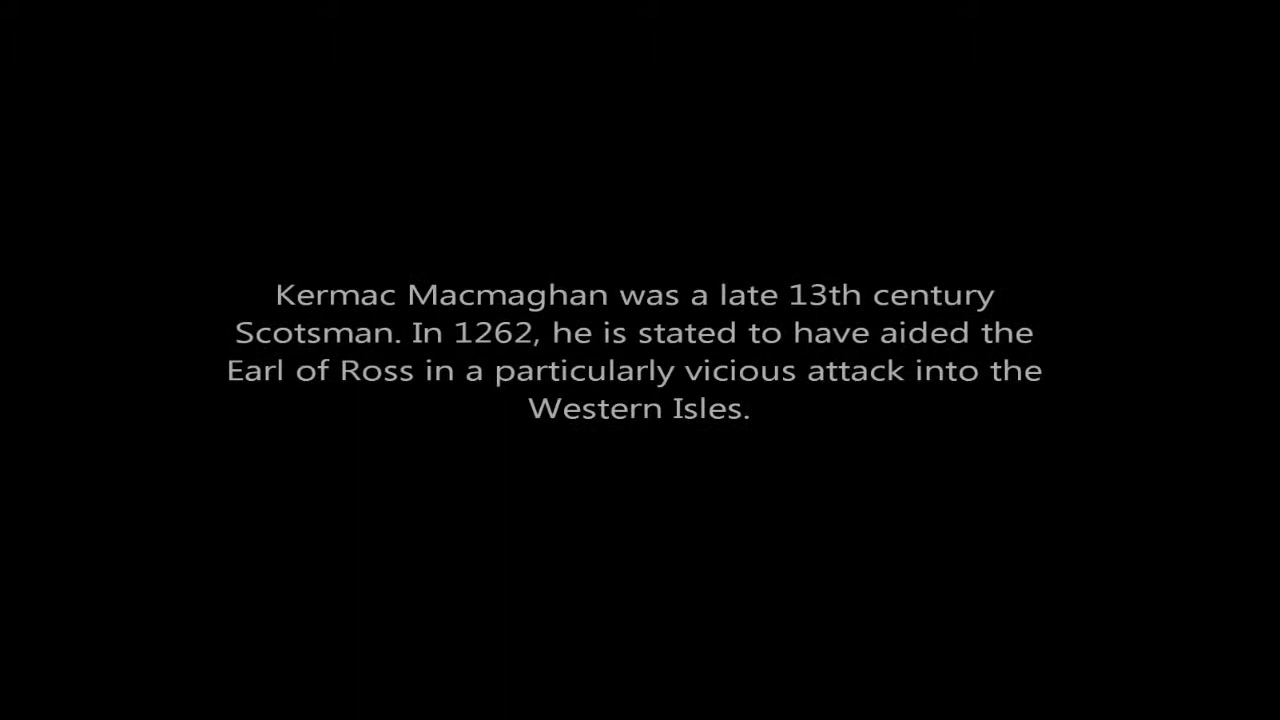 Kermac Macmaghan was a late 13th century
Scotsman. In 1262, he is stated to have aided the
Earl of Ross in a particularly vicious attack into the
Western Isles.